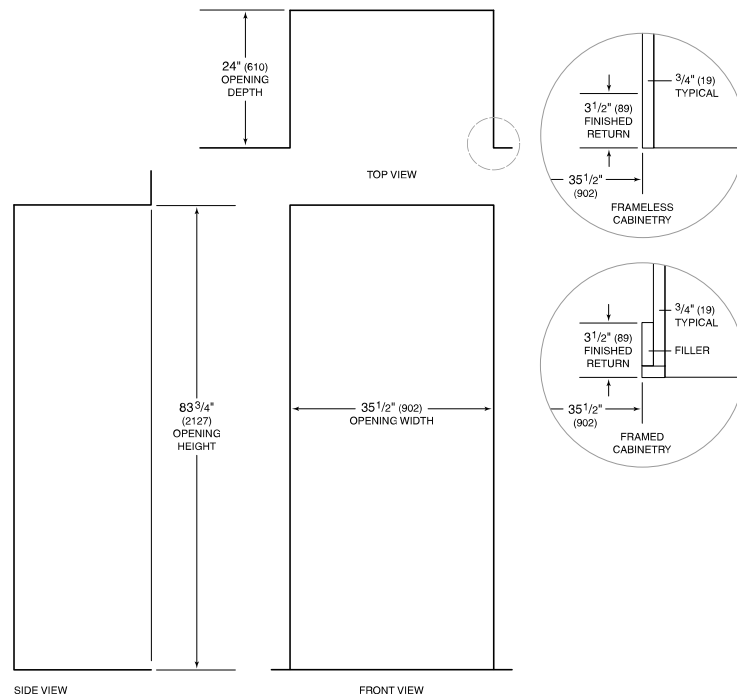 24" (610)
OPENING
DEPTH
TOP VIEW
3/4" (19)
TYPICAL
3 1/2" (89)
FINISHED
RETURN
35 1/2"
(902)
FRAMELESS
CABINETRY
3/4" (19)
TYPICAL
3 1/2" (89)
FINISHED
RETURN
FILLER
35 1/2"
(902)
FRAMED
CABINETRY
83 3/4"
(2127)
OPENING
HEIGHT
35 1/2" (902)
OPENING WIDTH
SIDE VIEW
FRONT VIEW